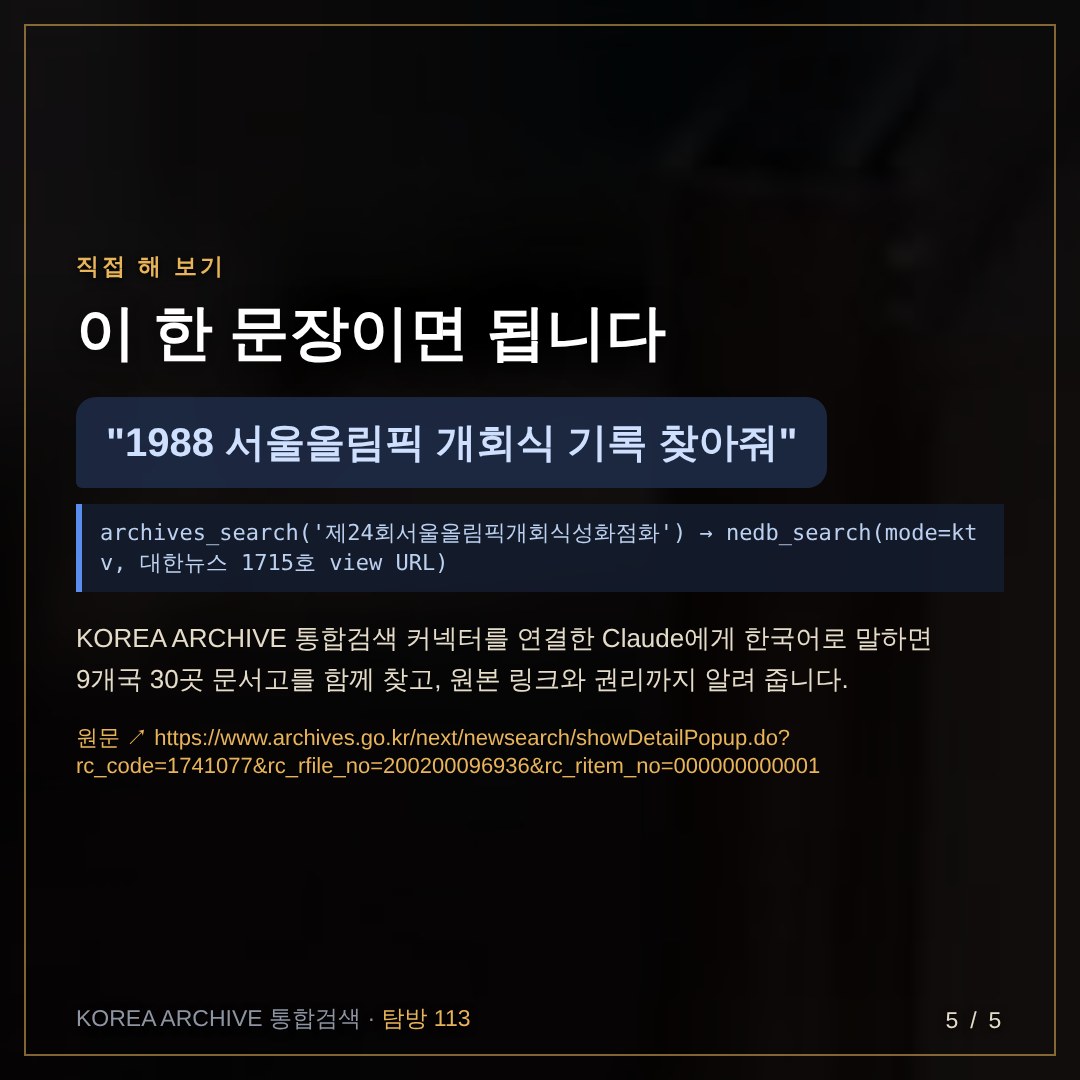 직접 해 보기
이 한 문장이면 됩니다
"1988 서울올림픽 개회식 기록 찾아줘"
archives_search('제24회서울올림픽개회식성화점화') → nedb_search(mode=kt
v, 대한뉴스 1715호 view URL)
KOREA ARCHIVE 통합검색 커넥터를 연결한 Claude에게 한국어로 말하면
9개국 30곳 문서고를 함께 찾고, 원본 링크와 권리까지 알려 줍니다.
원문 ↗ https://www.archives.go.kr/next/newsearch/showDetailPopup.do?
rc_code=1741077&rc_rfile_no=200200096936&rc_ritem_no=000000000001
KOREA ARCHIVE 통합검색 · 탐방 113
5 / 5